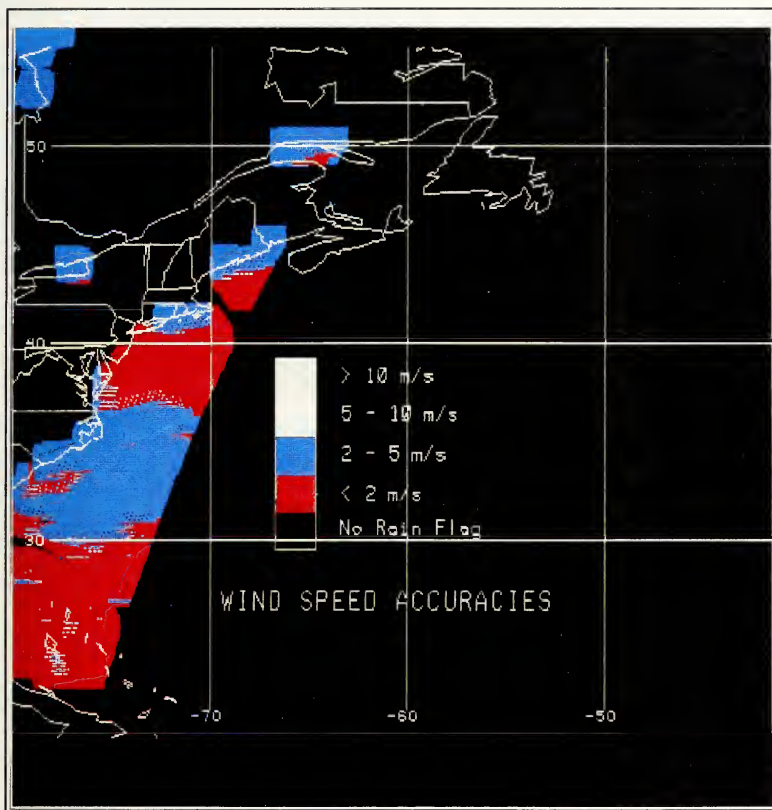 50
40
> 10 m/s
5 - 10 m/s
2 - 5 m/s
< 2 m/s
No Rain Flag
30
WIND SPEED ACCURACIES
-70
-60
-50